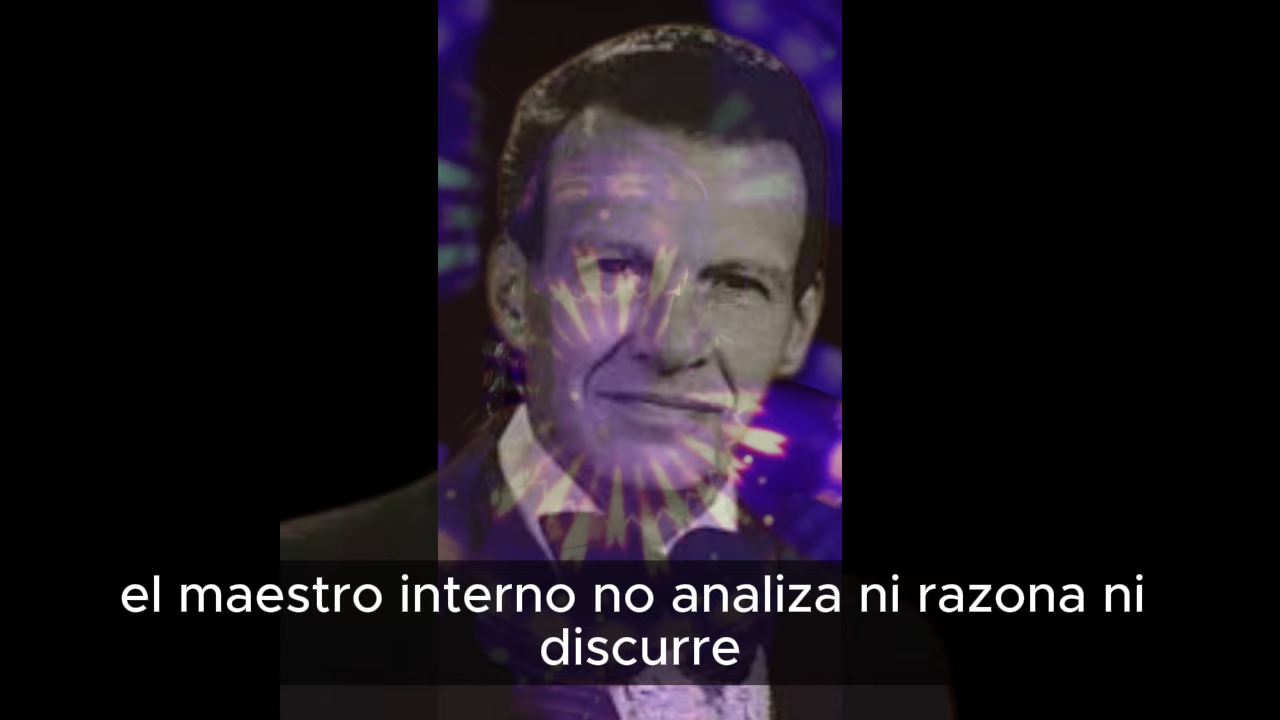 el maestro interno no analiza ni razona ni
discurre